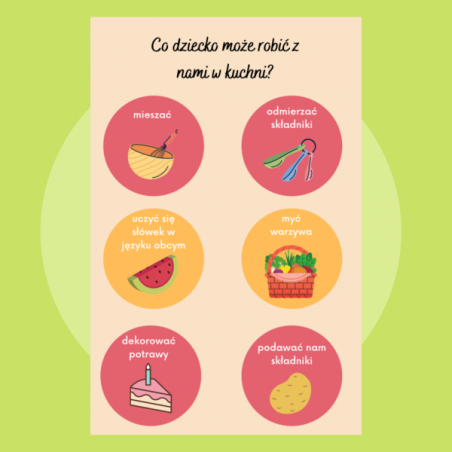 Co dziecko może robić z
nami w kuchni?
mieszać
odmierzać
składniki
uczyć się
słówek w
języku obcym
myć
warzywa
dekorować
potrawy
podawać nam
składniki